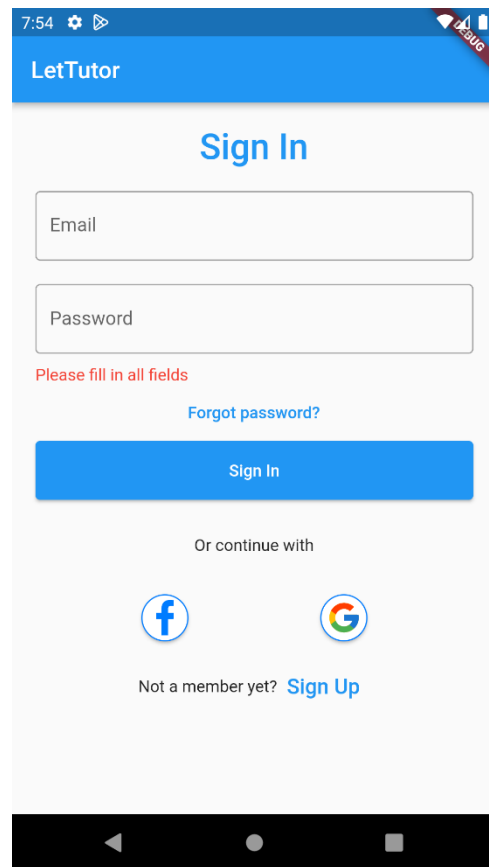 7:54
DEBUG
LetTutor
Sign In
Email
Password
Please fill in all fields
Forgot password?
Sign In
Or continue with
Not a member yet? Sign Up